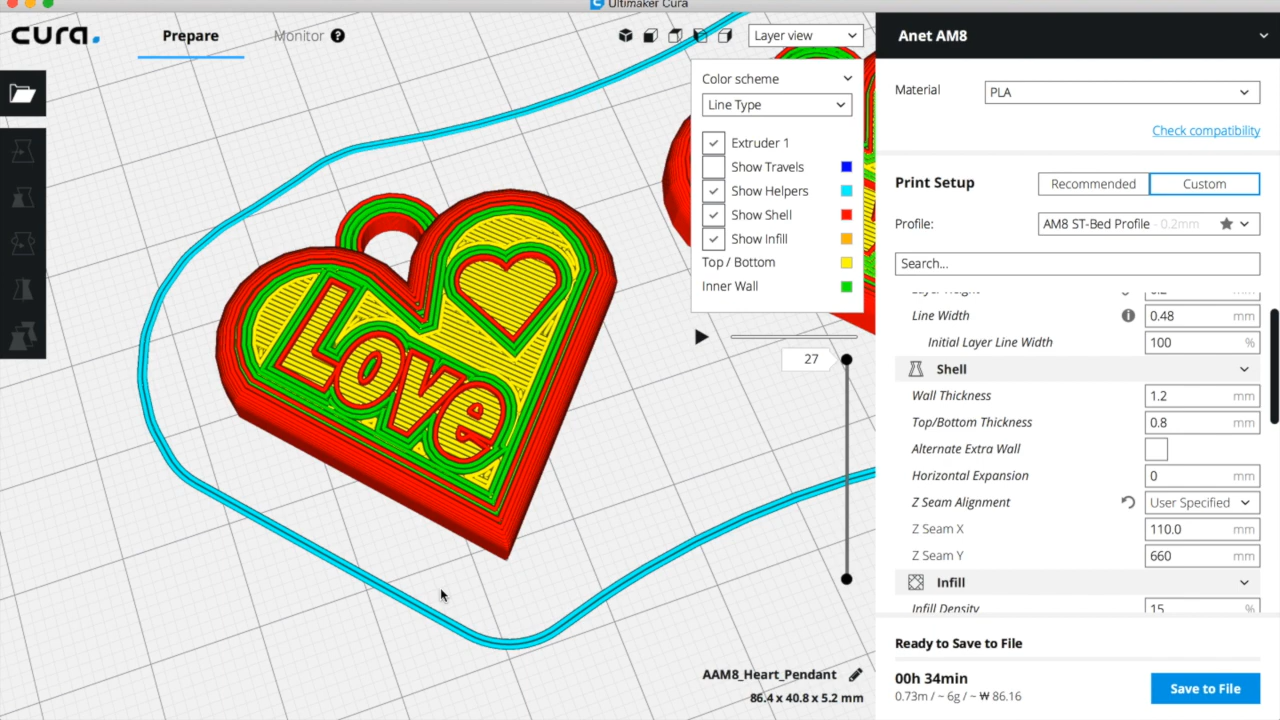 Ultimaker Cura
cura.
Prepare
Monitor
Layer view
Anet AM8
Color scheme
Line Type
Extruder 1
Show Travels
Show Helpers
Show Shell
Show Infill
Top / Bottom
Inner Wall
27
Love
AAM8_Heart_Pendant
86.4 x 40.8 x 5.2 mm
Material PLA
Check compatibility
Print Setup Recommended Custom
Profile: AM8 ST-Bed Profile - 0.2mm
Search...
Layer Height 0.2 mm
Line Width 0.48 mm
Initial Layer Line Width 100 %
Shell
Wall Thickness 1.2 mm
Top/Bottom Thickness 0.8 mm
Alternate Extra Wall
Horizontal Expansion 0 mm
Z Seam Alignment User Specified
Z Seam X 110.0 mm
Z Seam Y 660 mm
Infill
Infill Density 15 %
Ready to Save to File
00h 34min
0.73m / ~ 6g / ~ ₩ 86.16
Save to File